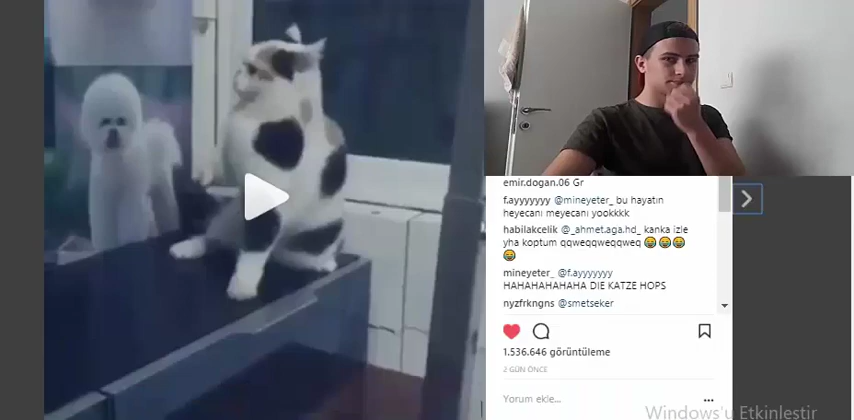 emir.dogan.06 Gr
f.ayyyyyyy @mineyeter_ bu hayatın
heyecanı meyecanı yookkkk
habilakcelik @_ahmet.aga.hd_ kanka izle
yha koptum qqweqqweqqweq 😂😂😂
😂
mineyeter_ @f.ayyyyyyy
HAHAHAHAHAHA DIE KATZE HOPS
nyzfrkngns @smetseker
1.536.646 görüntüleme
2 GÜN ÖNCE
Yorum ekle...
Windows'u Etkinleştir